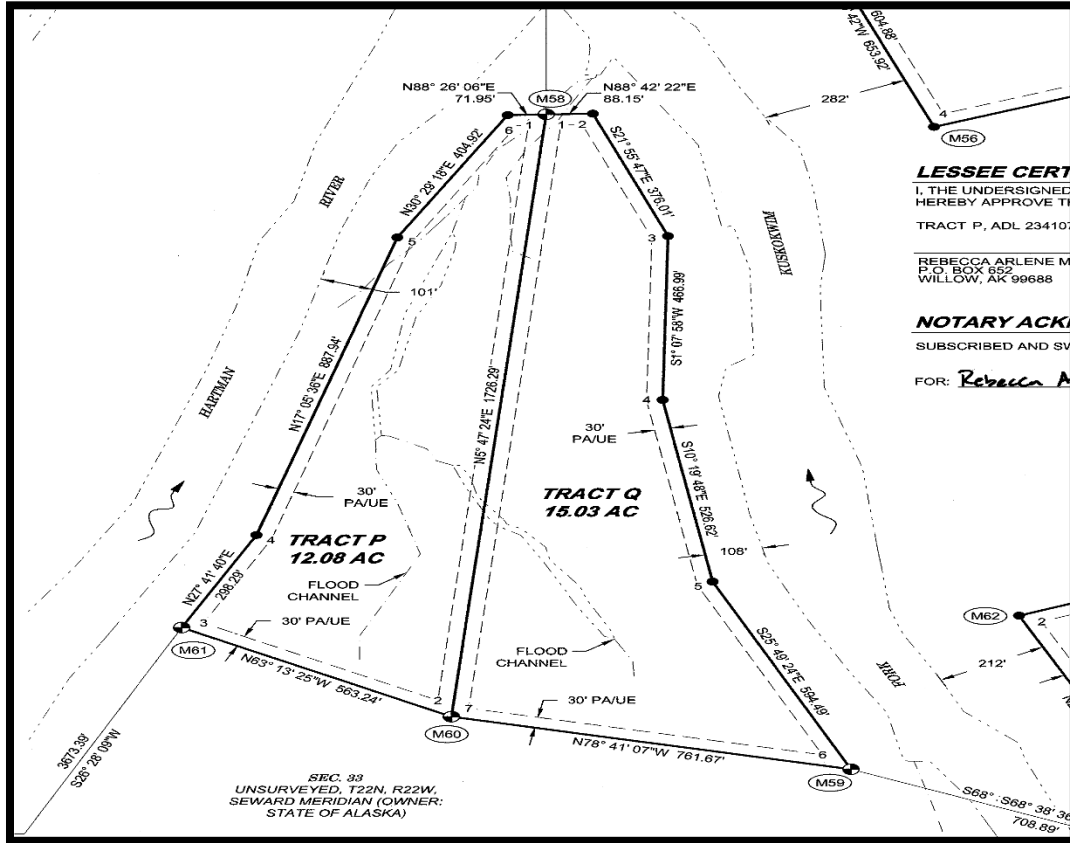 N88° 26' 06"E
71.95'
M58
N88° 42' 22"E
88.15'
604.88'
42"W 653.92'
282'
4
M56
6
1
1
2
N30° 29' 18"E 404.92'
S21° 55' 47"E 376.01'
RIVER
5
3
101'
KUSKOKWIM
LESSEE CERT
I, THE UNDERSIGNED
HEREBY APPROVE TH
TRACT P, ADL 234107
REBECCA ARLENE M
P.O. BOX 652
WILLOW, AK 99688
NOTARY ACK
SUBSCRIBED AND SW
FOR: Rebecca A
N17° 05' 36"E 887.94'
N5° 47' 24"E 1726.29'
S1° 07' 58"W 466.99'
HARTMAN
4
30'
PA/UE
S10° 19' 48"E 526.62'
30'
PA/UE
TRACT Q
15.03 AC
4
TRACT P
12.08 AC
108'
N27° 41' 40"E
298.29'
FLOOD
CHANNEL
5
3
30' PA/UE
M61
N63° 13' 25"W 563.24'
FLOOD
CHANNEL
S25° 49' 24"E 594.49'
M62
2
212'
FORK
2
7
30' PA/UE
M60
N78° 41' 07"W 761.67'
6
M59
3673.39'
S26° 28' 09"W
SEC. 33
UNSURVEYED, T22N, R22W,
SEWARD MERIDIAN (OWNER:
STATE OF ALASKA)
S68° S68° 38' 36
708.89'